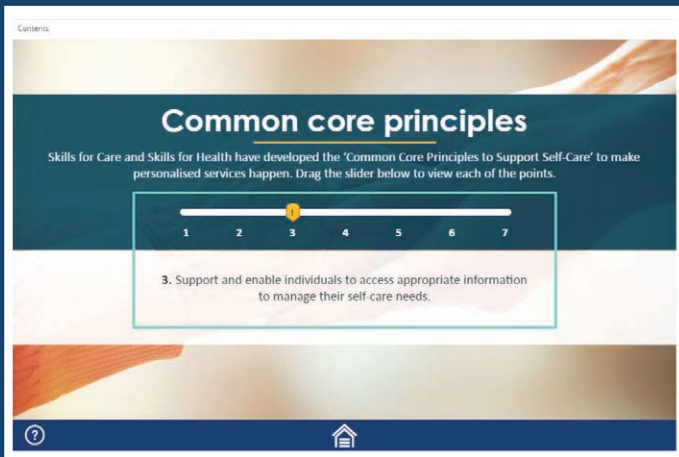 Contents
Common core principles
Skills for Care and Skills for Health have developed the 'Common Core Principles to Support Self-Care' to make
personalised services happen. Drag the slider below to view each of the points.
1 2 3 4 5 6 7
3. Support and enable individuals to access appropriate information
to manage their self-care needs.
?